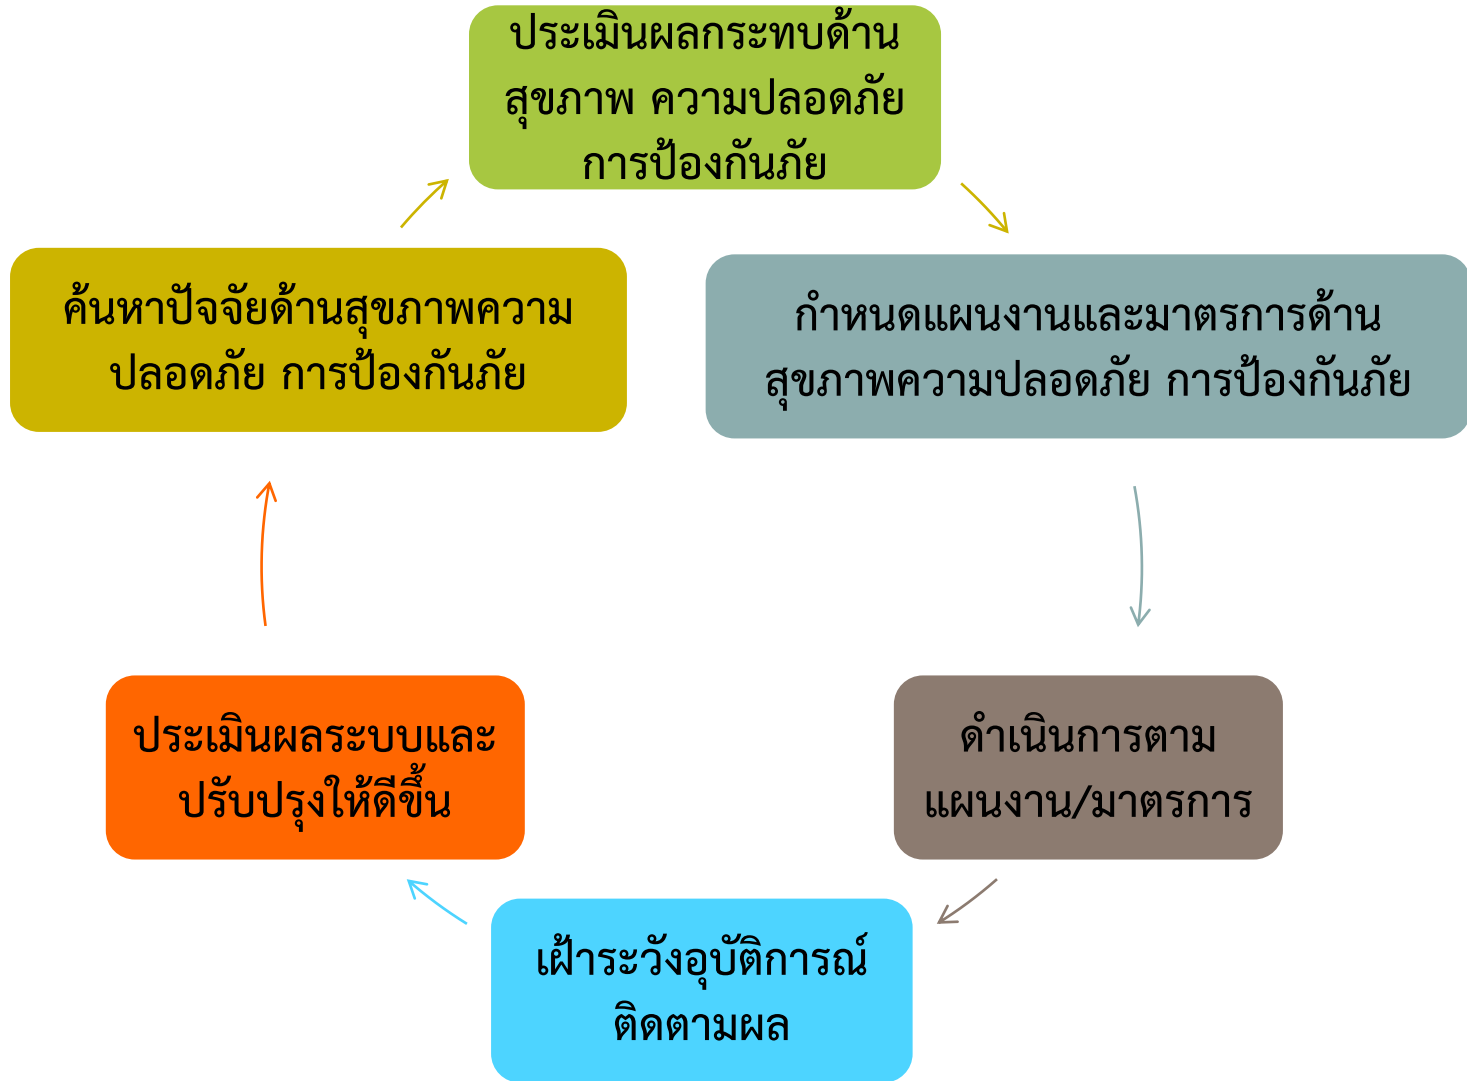 ประเมินผลกระทบด้าน
สุขภาพ ความปลอดภัย
การป้องกันภัย
ค้นหาปัจจัยด้านสุขภาพความ
ปลอดภัย การป้องกันภัย
กำหนดแผนงานและมาตรการด้าน
สุขภาพความปลอดภัย การป้องกันภัย
ประเมินผลระบบและ
ปรับปรุงให้ดีขึ้น
ดำเนินการตาม
แผนงาน/มาตรการ
เฝ้าระวังอุบัติการณ์
ติดตามผล